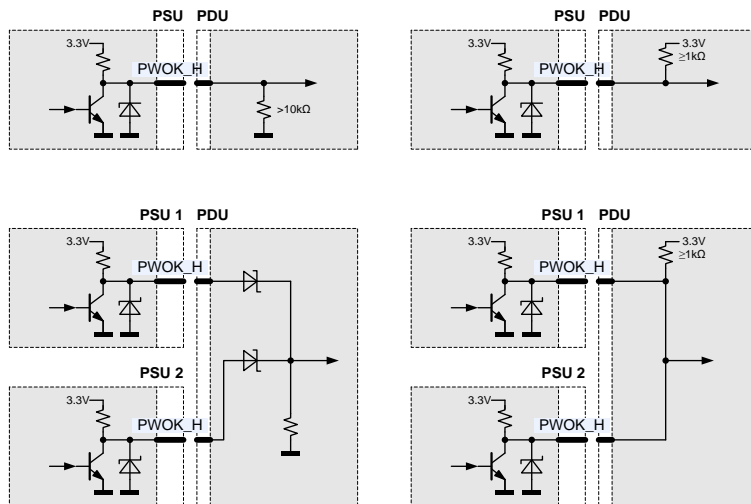 PSU PDU
3.3V
PWOK_H
>10kΩ
PSU PDU
3.3V
3.3V
≥1kΩ
PWOK_H
PSU 1 PDU
3.3V
PWOK_H
PSU 2
3.3V
PWOK_H
PSU 1 PDU
3.3V
3.3V
≥1kΩ
PWOK_H
PSU 2
3.3V
PWOK_H